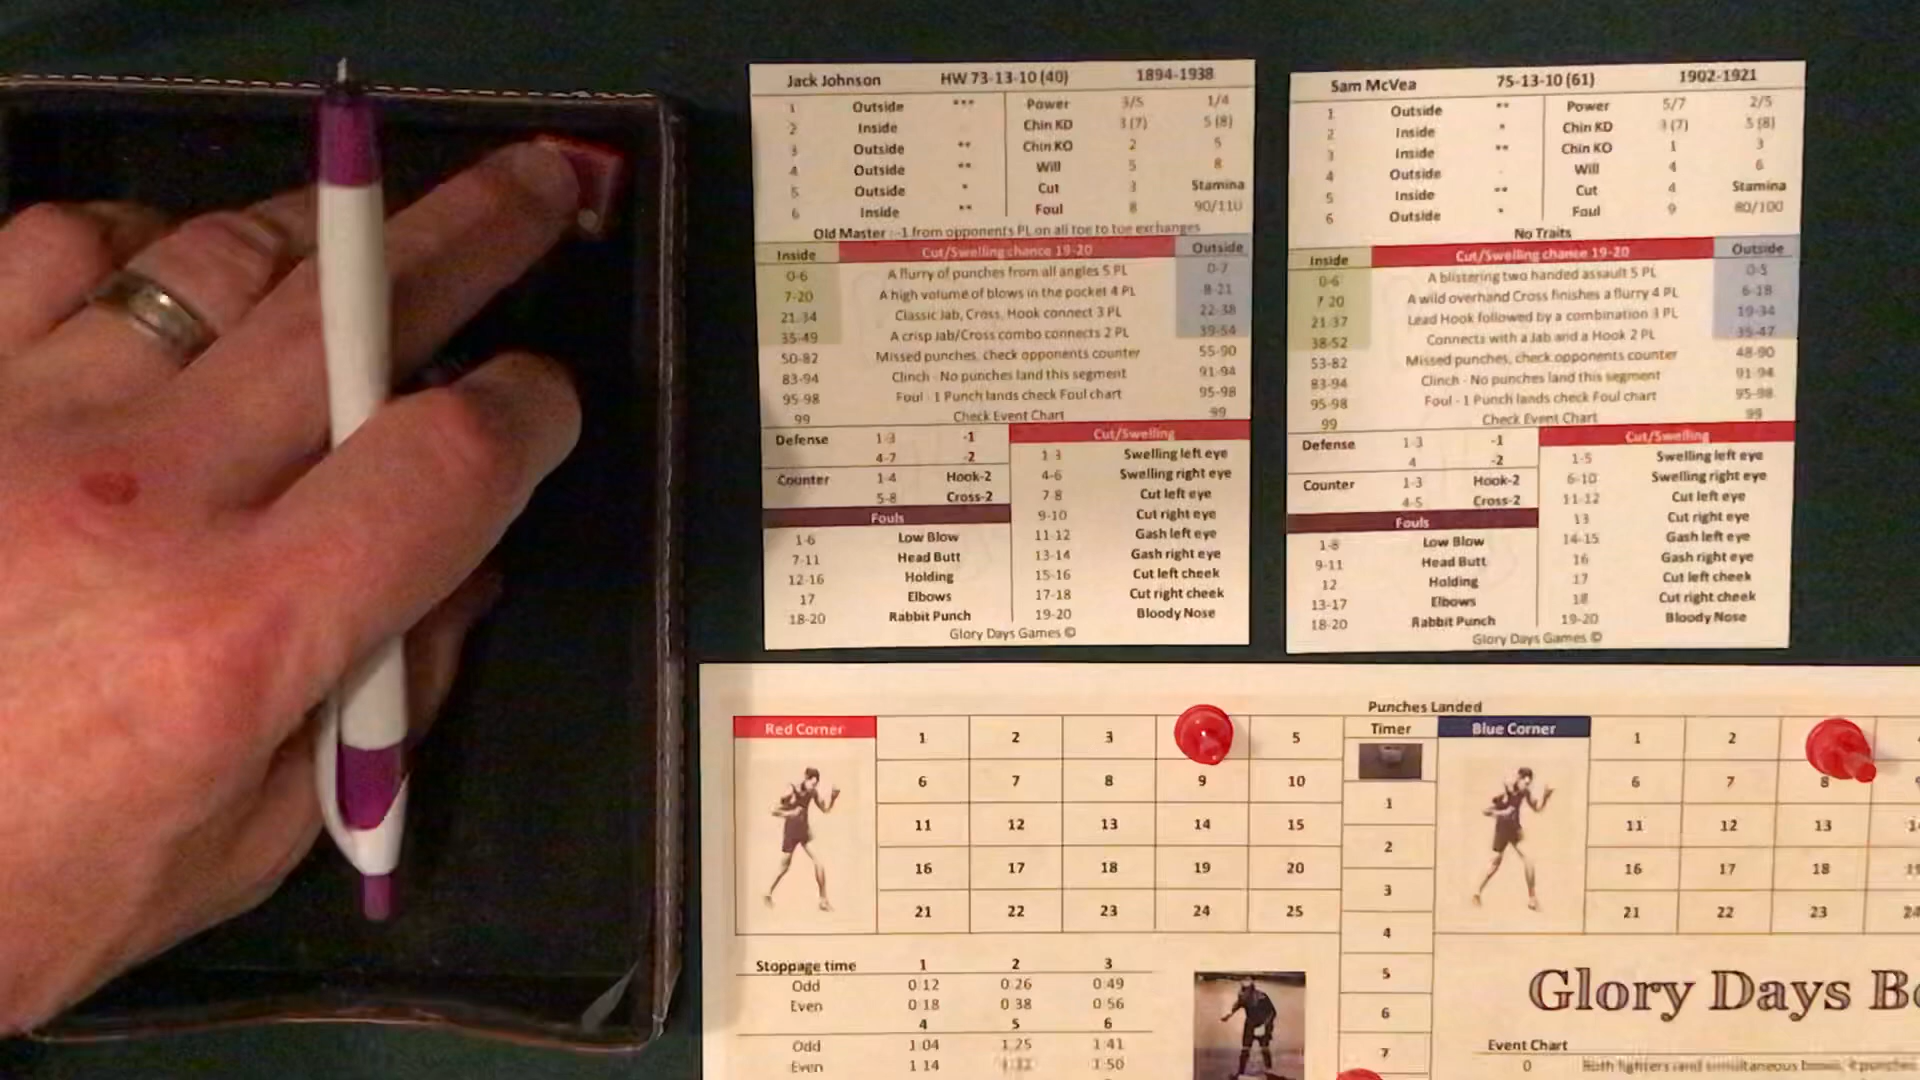 Jack Johnson HW 73-13-10 (40) 1894-1938
1 Outside *** Power 3/5 1/4
2 Inside Chin KD 3 (7) 5 (8)
3 Outside ** Chin KO 2 5
4 Outside ** Will 5 8
5 Outside * Cut 3 Stamina
6 Inside ** Foul 8 90/110
Old Master : -1 from opponents PL on all toe to toe exchanges
Inside Cut/Swelling chance 19-20 Outside
0-6 A flurry of punches from all angles 5 PL 0-7
7-20 A high volume of blows in the pocket 4 PL 8-21
21-34 Classic Jab, Cross, Hook connect 3 PL 22-38
35-49 A crisp Jab/Cross combo connects 2 PL 39-54
50-82 Missed punches, check opponents counter 55-90
83-94 Clinch - No punches land this segment 91-94
95-98 Foul - 1 Punch lands check Foul chart 95-98
99 Check Event Chart 99
Defense 1-3 -1
4-7 -2
Counter 1-4 Hook-2
5-8 Cross-2
Fouls
1-6 Low Blow
7-11 Head Butt
12-16 Holding
17 Elbows
18-20 Rabbit Punch
Cut/Swelling
1-3 Swelling left eye
4-6 Swelling right eye
7-8 Cut left eye
9-10 Cut right eye
11-12 Gash left eye
13-14 Gash right eye
15-16 Cut left cheek
17-18 Cut right cheek
19-20 Bloody Nose
Glory Days Games ©
Sam McVea 75-13-10 (61) 1902-1921
1 Outside ** Power 5/7 2/5
2 Inside * Chin KD 3 (7) 5 (8)
3 Inside ** Chin KO 1 3
4 Outside Will 4 6
5 Inside ** Cut 4 Stamina
6 Outside * Foul 9 80/100
No Traits
Inside Cut/Swelling chance 19-20 Outside
0-6 A blistering two handed assault 5 PL 0-5
7-20 A wild overhand Cross finishes a flurry 4 PL 6-18
21-37 Lead Hook followed by a combination 3 PL 19-34
38-52 Connects with a Jab and a Hook 2 PL 35-47
53-82 Missed punches, check opponents counter 48-90
83-94 Clinch - No punches land this segment 91-94
95-98 Foul - 1 Punch lands check Foul chart 95-98
99 Check Event Chart 99
Defense 1-3 -1
4 -2
Counter 1-3 Hook-2
4-5 Cross-2
Fouls
1-8 Low Blow
9-11 Head Butt
12 Holding
13-17 Elbows
18-20 Rabbit Punch
Cut/Swelling
1-5 Swelling left eye
6-10 Swelling right eye
11-12 Cut left eye
13 Cut right eye
14-15 Gash left eye
16 Gash right eye
17 Cut left cheek
18 Cut right cheek
19-20 Bloody Nose
Glory Days Games ©
Punches Landed
Red Corner 1 2 3 5
6 7 8 9 10
11 12 13 14 15
16 17 18 19 20
21 22 23 24 25
Timer
1
2
3
4
5
6
7
Blue Corner 1 2
6 7 8
11 12 13
16 17 18
21 22 23 24
Stoppage time 1 2 3
Odd 0 12 0 26 0 49
Even 0 18 0 38 0 56
4 5 6
Odd 1 04 1 25 1 41
Even 1 14 1 50
Glory Days
Event Chart
0 Both fighters land simultaneous